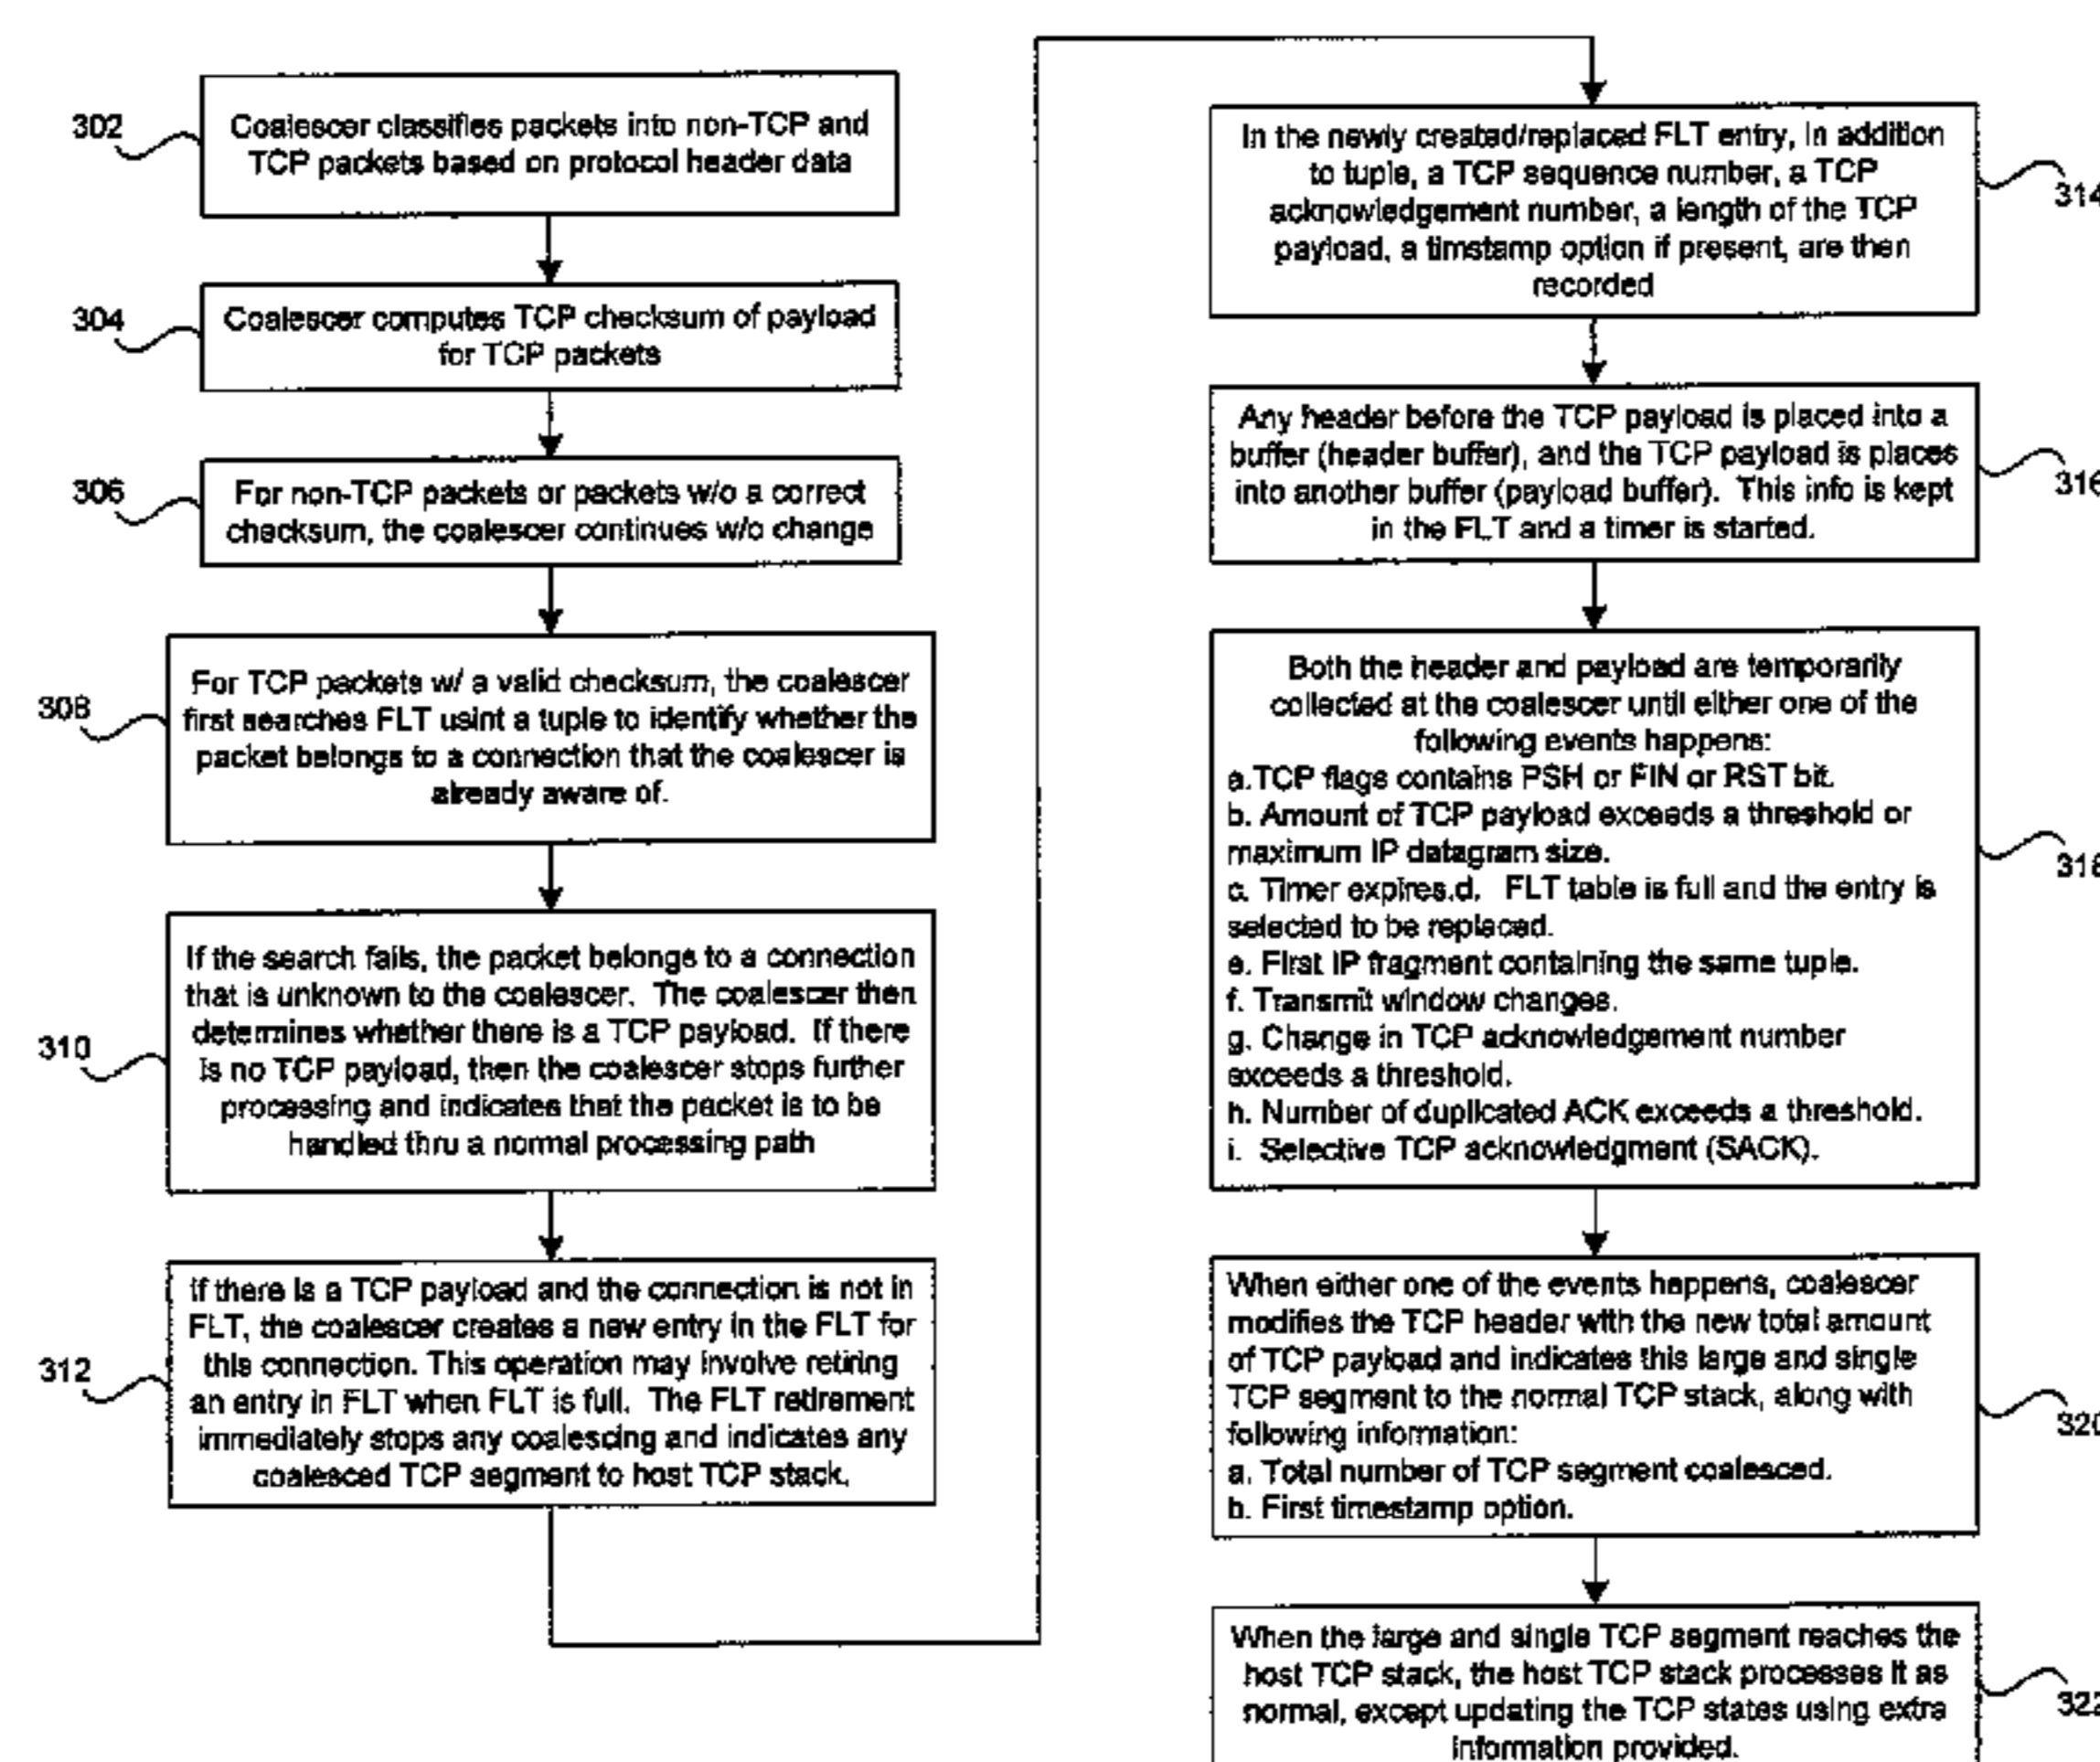 302
Coalescer classifies packets into non-TCP and
TCP packets based on protocol header data
304
Coalescer computes TCP checksum of payload
for TCP packets
306
For non-TCP packets or packets w/o a correct
checksum, the coalescer continues w/o change
308
For TCP packets w/ a valid checksum, the coalescer
first searches FLT usint a tuple to identify whether the
packet belongs to a connection that the coalescer is
already aware of.
310
If the search fails, the packet belongs to a connection
that is unknown to the coalescer. The coalescer then
determines whether there is a TCP payload. If there
is no TCP payload, then the coalescer stops further
processing and indicates that the packet is to be
handled thru a normal processing path
312
If there is a TCP payload and the connection is not in
FLT, the coalescer creates a new entry in the FLT for
this connection. This operation may involve retiring
an entry in FLT when FLT is full. The FLT retirement
immediately stops any coalescing and indicates any
coalesced TCP segment to host TCP stack.
In the newly created/replaced FLT entry, in addition
to tuple, a TCP sequence number, a TCP
acknowledgement number, a length of the TCP
payload, a timstamp option if present, are then
recorded
314
Any header before the TCP payload is placed into a
buffer (header buffer), and the TCP payload is places
into another buffer (payload buffer). This info is kept
in the FLT and a timer is started.
316
Both the header and payload are temporarily
collected at the coalescer until either one of the
following events happens:
a.TCP flags contains PSH or FIN or RST bit.
b. Amount of TCP payload exceeds a threshold or
maximum IP datagram size.
c. Timer expires.d. FLT table is full and the entry is
selected to be replaced.
e. First IP fragment containing the same tuple.
f. Transmit window changes.
g. Change in TCP acknowledgement number
exceeds a threshold.
h. Number of duplicated ACK exceeds a threshold.
i. Selective TCP acknowledgment (SACK).
318
When either one of the events happens, coalescer
modifies the TCP header with the new total amount
of TCP payload and indicates this large and single
TCP segment to the normal TCP stack, along with
following information:
a. Total number of TCP segment coalesced.
b. First timestamp option.
320
When the large and single TCP segment reaches the
host TCP stack, the host TCP stack processes it as
normal, except updating the TCP states using extra
information provided.
322